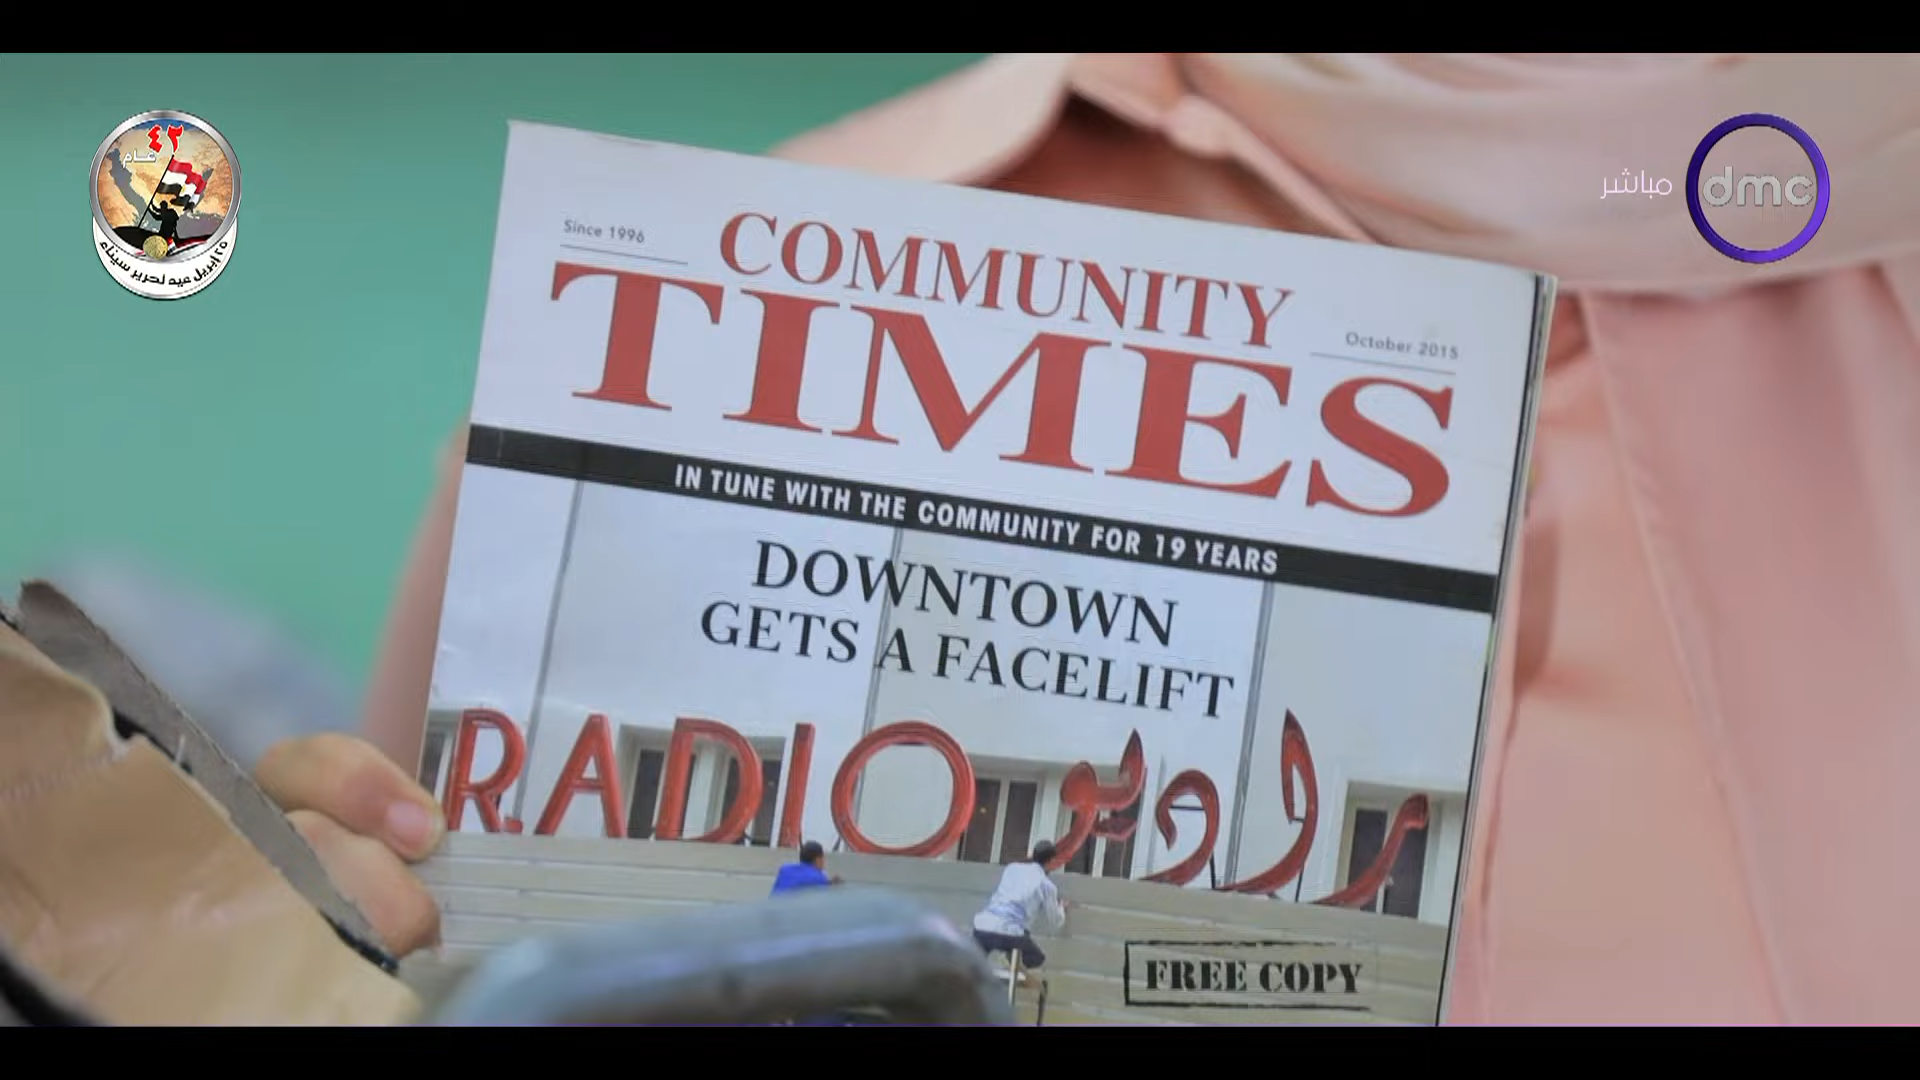 ٤٢
عام
٢٥ ابريل عيد تحرير سيناء
مباشر
dmc
Since 1996
COMMUNITY
TIMES
October 2015
IN TUNE WITH THE COMMUNITY FOR 19 YEARS
DOWNTOWN
GETS A FACELIFT
RADIO راديو
FREE COPY